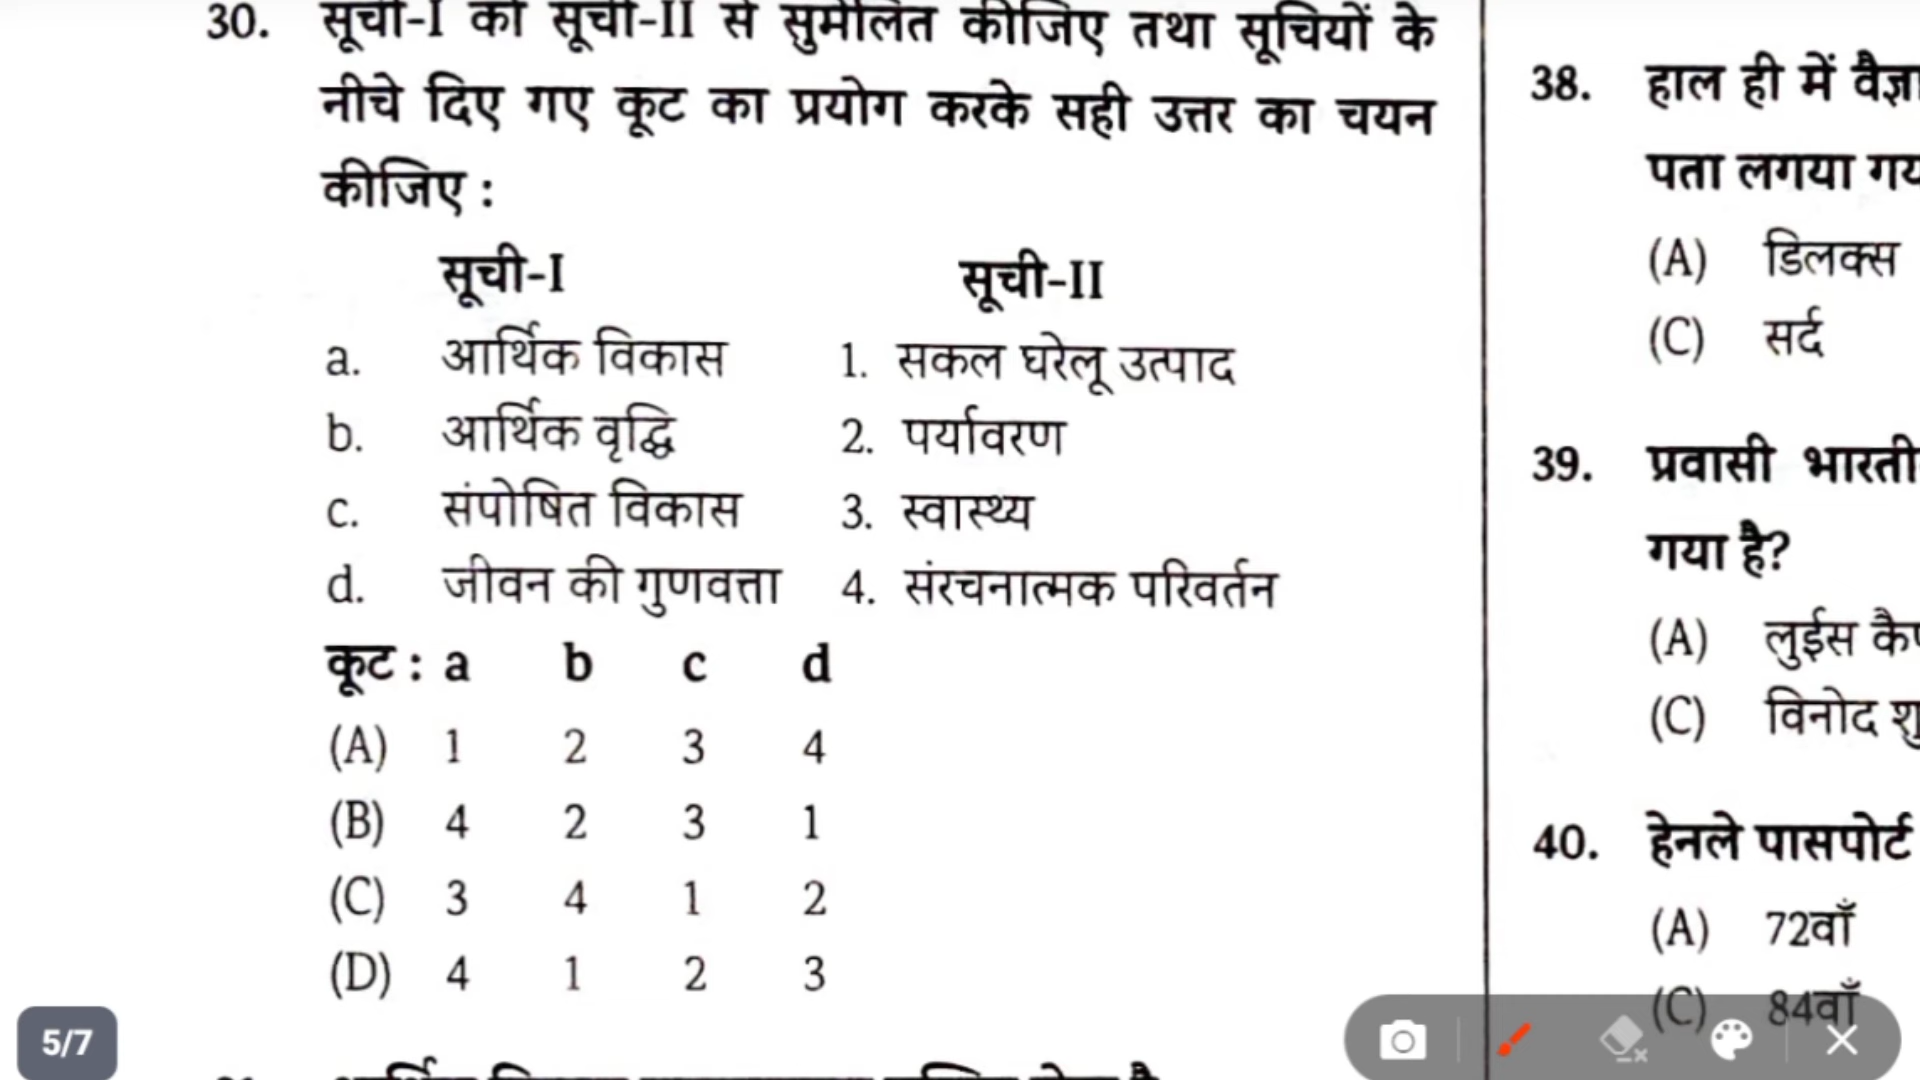 30. सूची-I को सूची-II से सुमेलित कीजिए तथा सूचियों के
नीचे दिए गए कूट का प्रयोग करके सही उत्तर का चयन
कीजिए :
सूची-I सूची-II
a. आर्थिक विकास 1. सकल घरेलू उत्पाद
b. आर्थिक वृद्धि 2. पर्यावरण
c. संपोषित विकास 3. स्वास्थ्य
d. जीवन की गुणवत्ता 4. संरचनात्मक परिवर्तन
कूट : a b c d
(A) 1 2 3 4
(B) 4 2 3 1
(C) 3 4 1 2
(D) 4 1 2 3
38. हाल ही में
पता लगया
(A) डिलक्स
(C) सर्द
39. प्रवासी
गया है?
(A) लुईस
(C) विनोद
40. हेनले पासपोर्ट
(A) 72वाँ
(C) 84वाँ
5/7